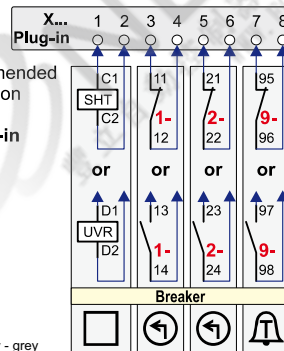 X... 1 2 3 4 5 6 7 8
Plug-in
ended
on
-in
C1 11 21 95
SHT 1- 2- 9-
C2 12 22 96
or or or or
D1 13 23 97
UVR 1- 2- 9-
D2 14 24 98
Breaker
- grey